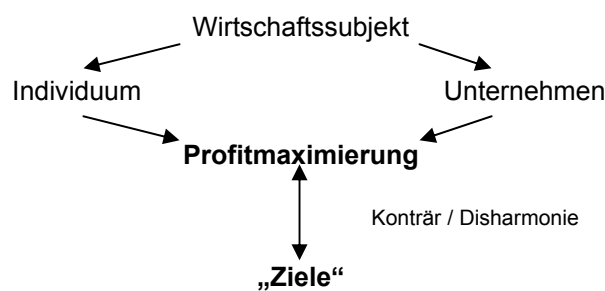 Wirtschaftssubjekt
Individuum Unternehmen
Profitmaximierung
Konträr / Disharmonie
„Ziele“